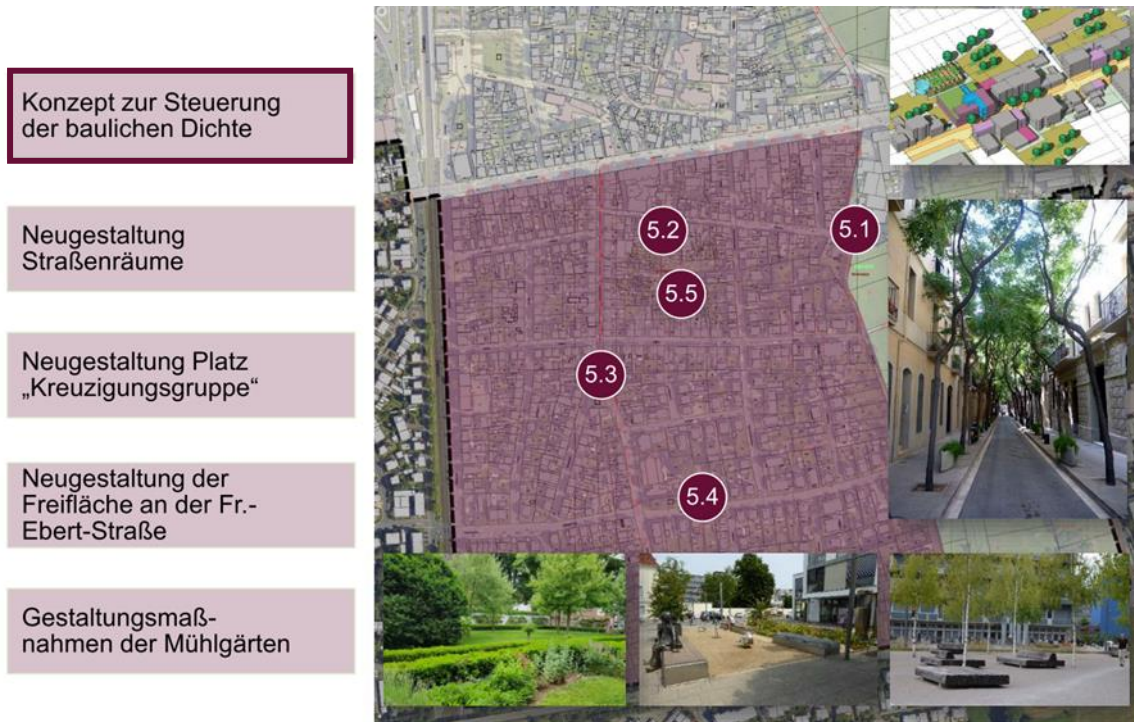 Konzept zur Steuerung
der baulichen Dichte
Neugestaltung
Straßenräume
Neugestaltung Platz
„Kreuzigungsgruppe“
Neugestaltung der
Freifläche an der Fr.-
Ebert-Straße
Gestaltungsmaß-
nahmen der Mühlgärten
5.2
5.1
5.5
5.3
5.4